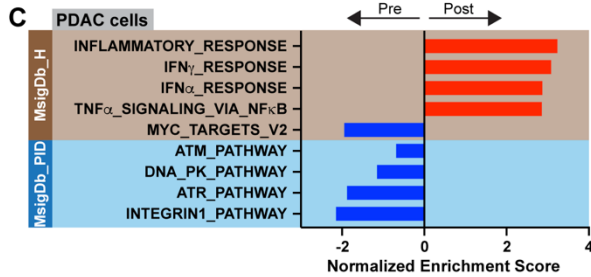 C
PDAC cells
Pre
Post
MsigDb_H
INFLAMMATORY_RESPONSE
IFNγ_RESPONSE
IFNα_RESPONSE
TNFα_SIGNALING_VIA_NFκB
MYC_TARGETS_V2
MsigDb_PID
ATM_PATHWAY
DNA_PK_PATHWAY
ATR_PATHWAY
INTEGRIN1_PATHWAY
-2 0 2 4
Normalized Enrichment Score